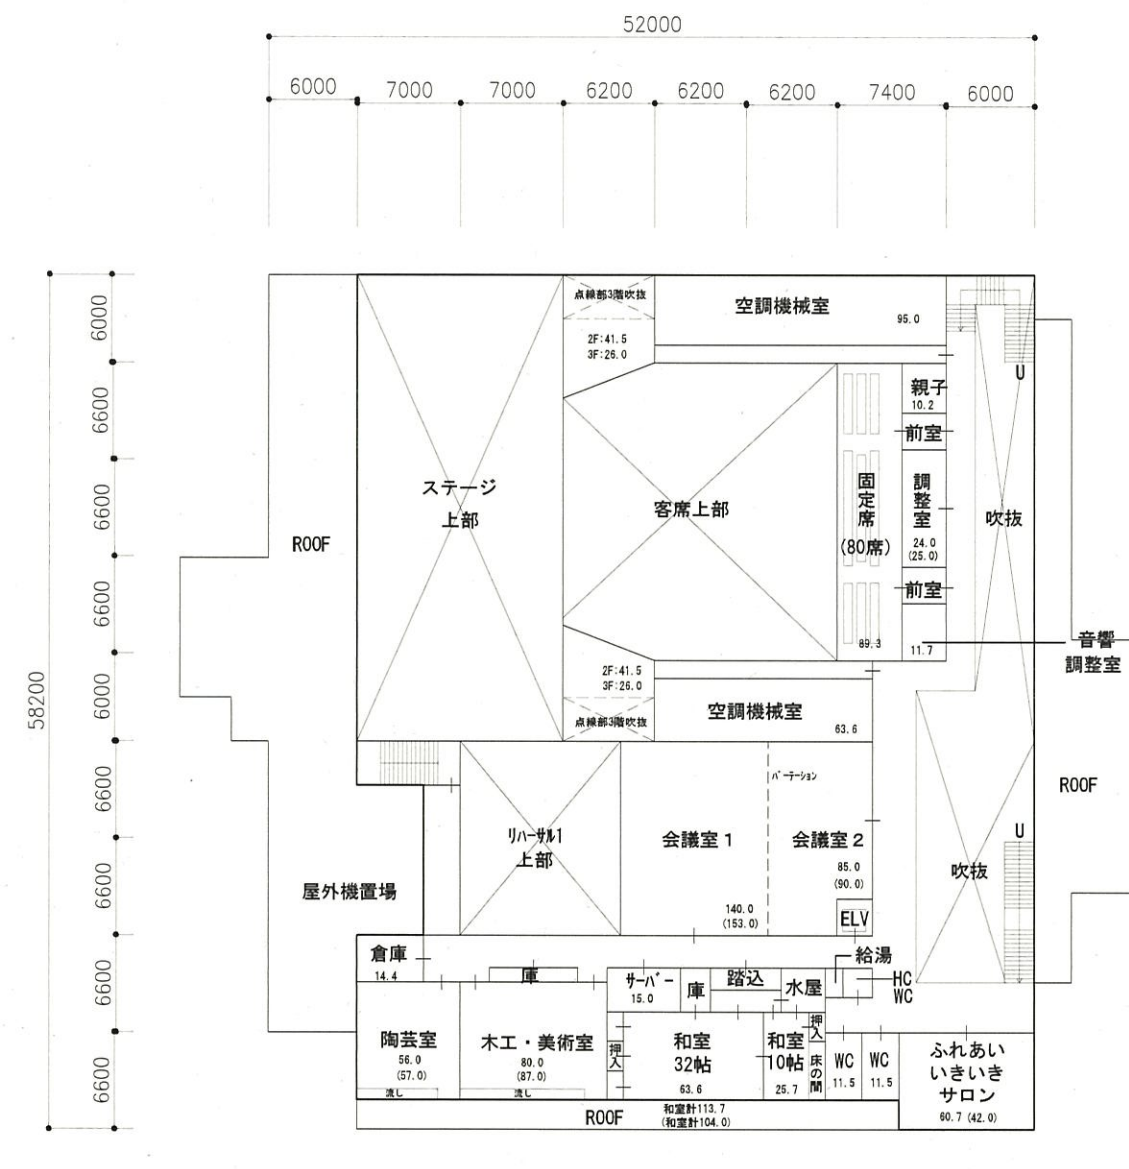 52000
6000
7000
7000
6200
6200
6200
7400
6000
58200
6000
6600
6600
6600
6000
6600
6600
6600
6600
点線部3階吹抜
2F:41.5
3F:26.0
空調機械室
95.0
U
親子
10.2
前室
調整室
24.0
(25.0)
前室
11.7
音響
調整室
固定席
(80席)
89.3
吹抜
ステージ
上部
客席上部
ROOF
2F:41.5
3F:26.0
点線部3階吹抜
空調機械室
63.6
パーテーション
リハーサル1
上部
会議室1
140.0
(153.0)
会議室2
85.0
(90.0)
ELV
U
吹抜
ROOF
屋外機置場
倉庫
14.4
庫
サーバー
15.0
庫
踏込
水屋
給湯
HC
WC
陶芸室
56.0
(57.0)
流し
木工・美術室
80.0
(87.0)
流し
押入
和室
32帖
63.6
和室
10帖
25.7
押入
床の間
WC
11.5
WC
11.5
ふれあい
いきいき
サロン
60.7 (42.0)
ROOF
和室計113.7
(和室計104.0)